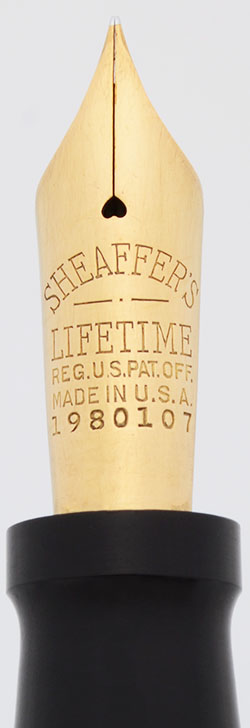 SHEAFFER'S
LIFETIME
REG.U.S.PAT.OFF.
MADE IN U.S.A.
1980107